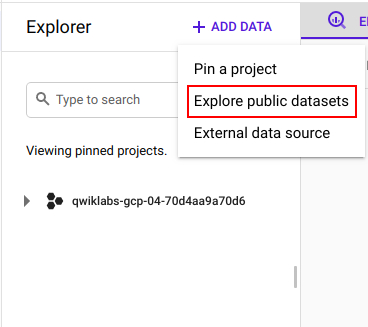 Explorer
+ ADD DATA
Pin a project
Explore public datasets
External data source
Type to search
Viewing pinned projects.
qwiklabs-gcp-04-70d4aa9a70d6